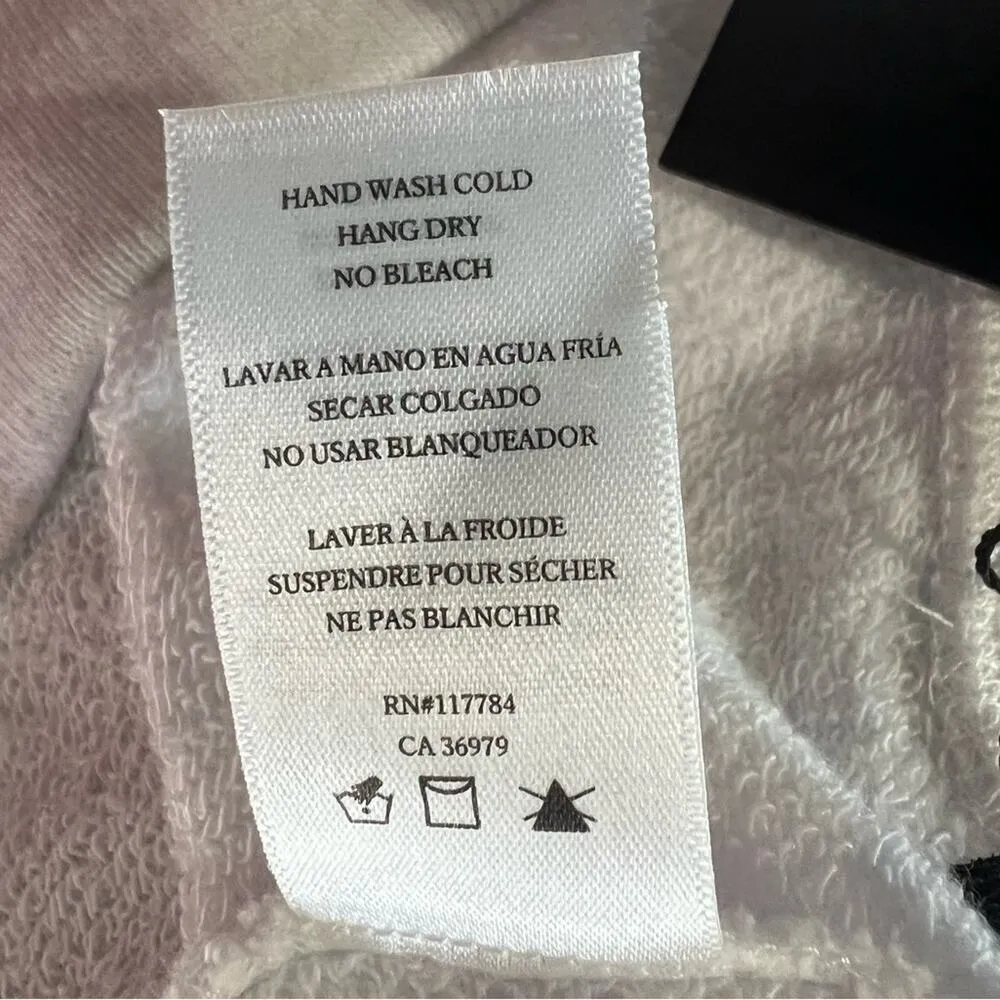 HAND WASH COLD
HANG DRY
NO BLEACH
LAVAR A MANO EN AGUA FRÍA
SECAR COLGADO
NO USAR BLANQUEADOR
LAVER À LA FROIDE
SUSPENDRE POUR SÉCHER
NE PAS BLANCHIR
RN#117784
CA 36979